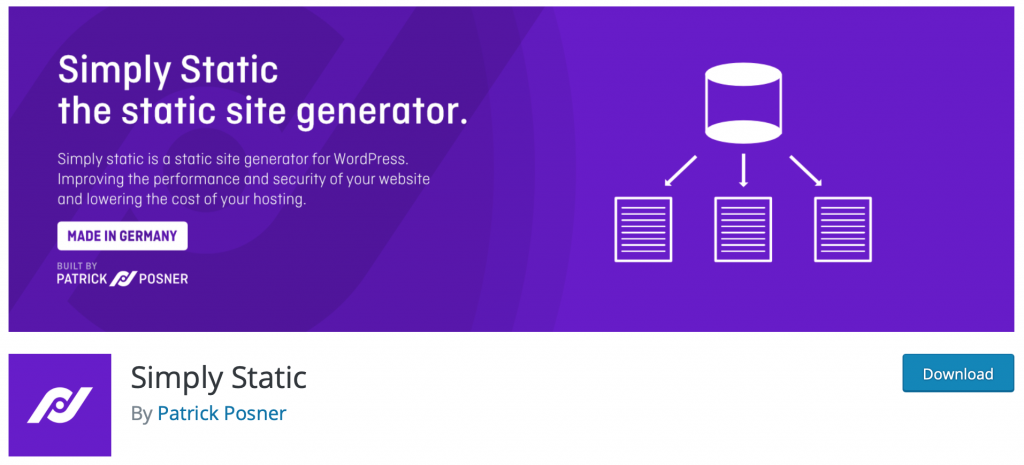 Simply Static
the static site generator.
Simply static is a static site generator for WordPress.
Improving the performance and security of your website
and lowering the cost of your hosting.
MADE IN GERMANY
BUILT BY
PATRICK POSNER
Simply Static
Download
By Patrick Posner